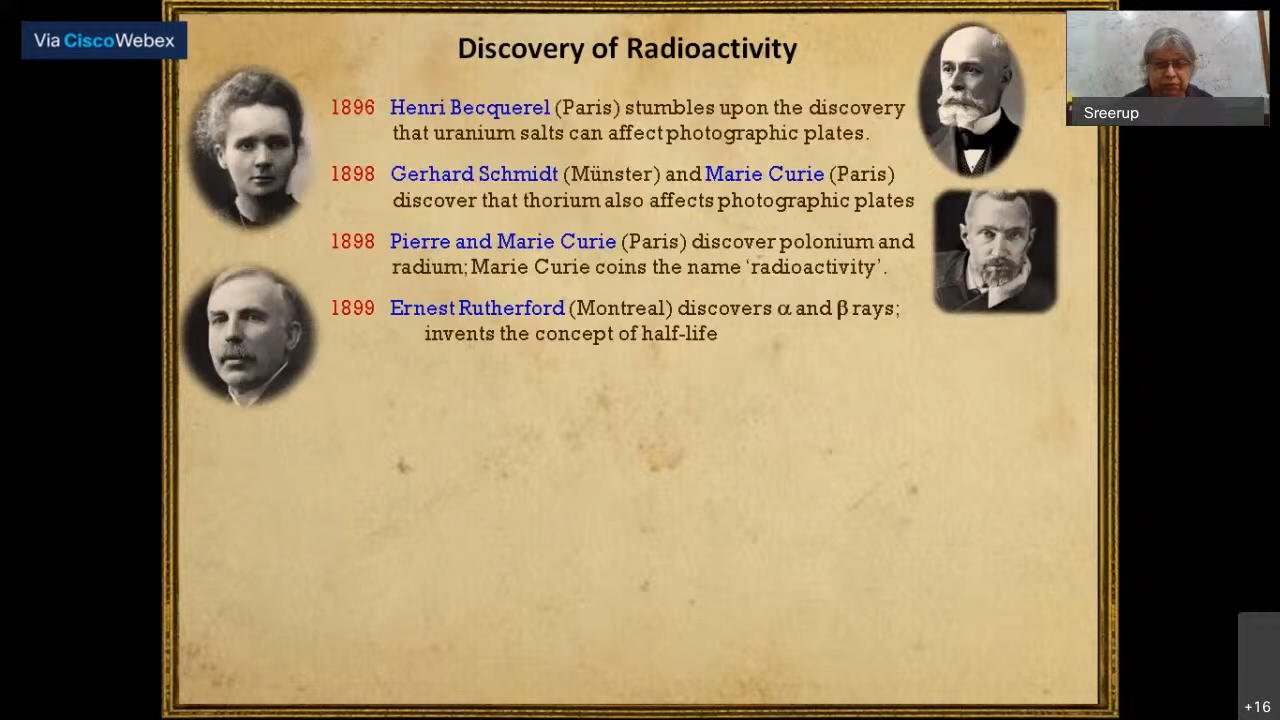 Via CiscoWebex
Discovery of Radioactivity
1896 Henri Becquerel (Paris) stumbles upon the discovery
that uranium salts can affect photographic plates.
1898 Gerhard Schmidt (Münster) and Marie Curie (Paris)
discover that thorium also affects photographic plates
1898 Pierre and Marie Curie (Paris) discover polonium and
radium; Marie Curie coins the name ‘radioactivity’.
1899 Ernest Rutherford (Montreal) discovers α and β rays;
invents the concept of half-life
Sreerup
+16